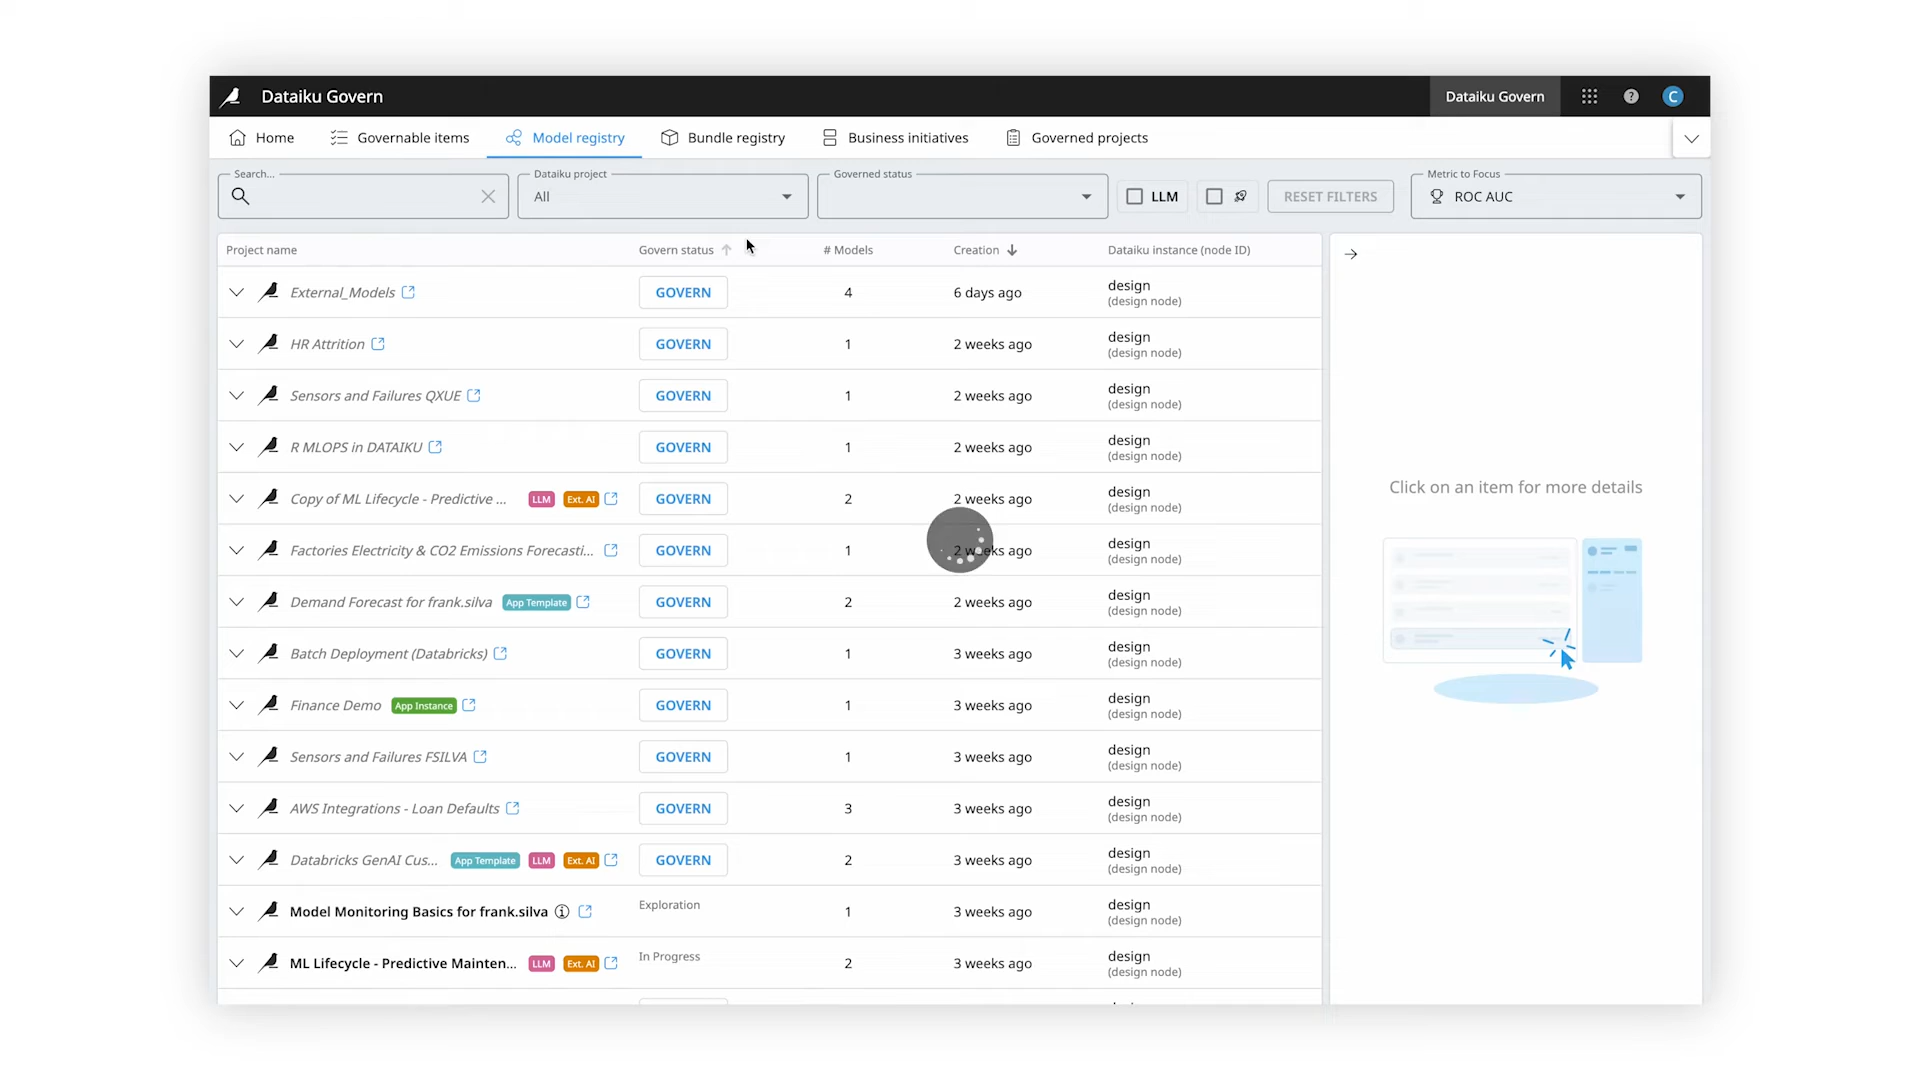 Dataiku Govern
Dataiku Govern
?
C
Home
Governable items
Model registry
Bundle registry
Business initiatives
Governed projects
Search...
Dataiku project
All
Governed status
LLM
RESET FILTERS
Metric to Focus
ROC AUC
Project name
Govern status
# Models
Creation
Dataiku instance (node ID)
External_Models GOVERN 4 6 days ago design
(design node)
HR Attrition GOVERN 1 2 weeks ago design
(design node)
Sensors and Failures QXUE GOVERN 1 2 weeks ago design
(design node)
R MLOPS in DATAIKU GOVERN 1 2 weeks ago design
(design node)
Copy of ML Lifecycle - Predictive ... LLM Ext. AI GOVERN 2 2 weeks ago design
(design node)
Factories Electricity & CO2 Emissions Forecasti... GOVERN 1 2 weeks ago design
(design node)
Demand Forecast for frank.silva App Template GOVERN 2 2 weeks ago design
(design node)
Batch Deployment (Databricks) GOVERN 1 3 weeks ago design
(design node)
Finance Demo App Instance GOVERN 1 3 weeks ago design
(design node)
Sensors and Failures FSILVA GOVERN 1 3 weeks ago design
(design node)
AWS Integrations - Loan Defaults GOVERN 3 3 weeks ago design
(design node)
Databricks GenAI Cus... App Template LLM Ext. AI GOVERN 2 3 weeks ago design
(design node)
Model Monitoring Basics for frank.silva Exploration 1 3 weeks ago design
(design node)
ML Lifecycle - Predictive Mainten... LLM Ext. AI In Progress 2 3 weeks ago design
(design node)
Click on an item for more details